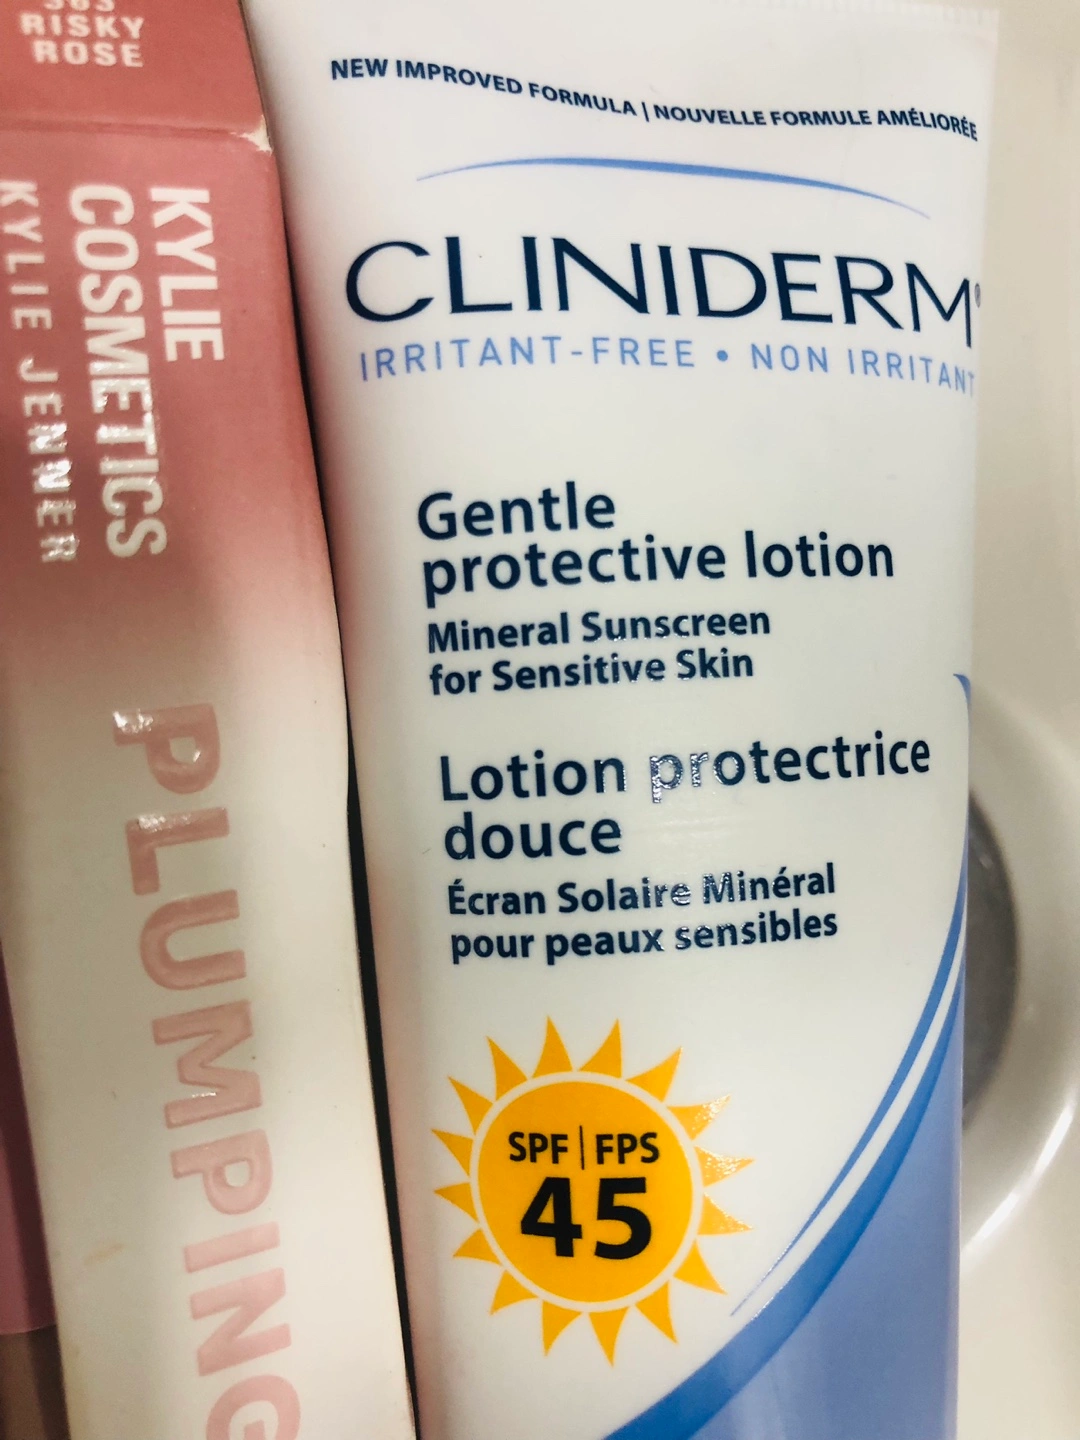 363
RISKY
ROSE
KYLIE
COSMETICS
KYLIE JENNER
PLUMPING
NEW IMPROVED FORMULA | NOUVELLE FORMULE AMÉLIORÉE
CLINIDERM®
IRRITANT-FREE • NON IRRITANT
Gentle
protective lotion
Mineral Sunscreen
for Sensitive Skin
Lotion protectrice
douce
Écran Solaire Minéral
pour peaux sensibles
SPF | FPS
45